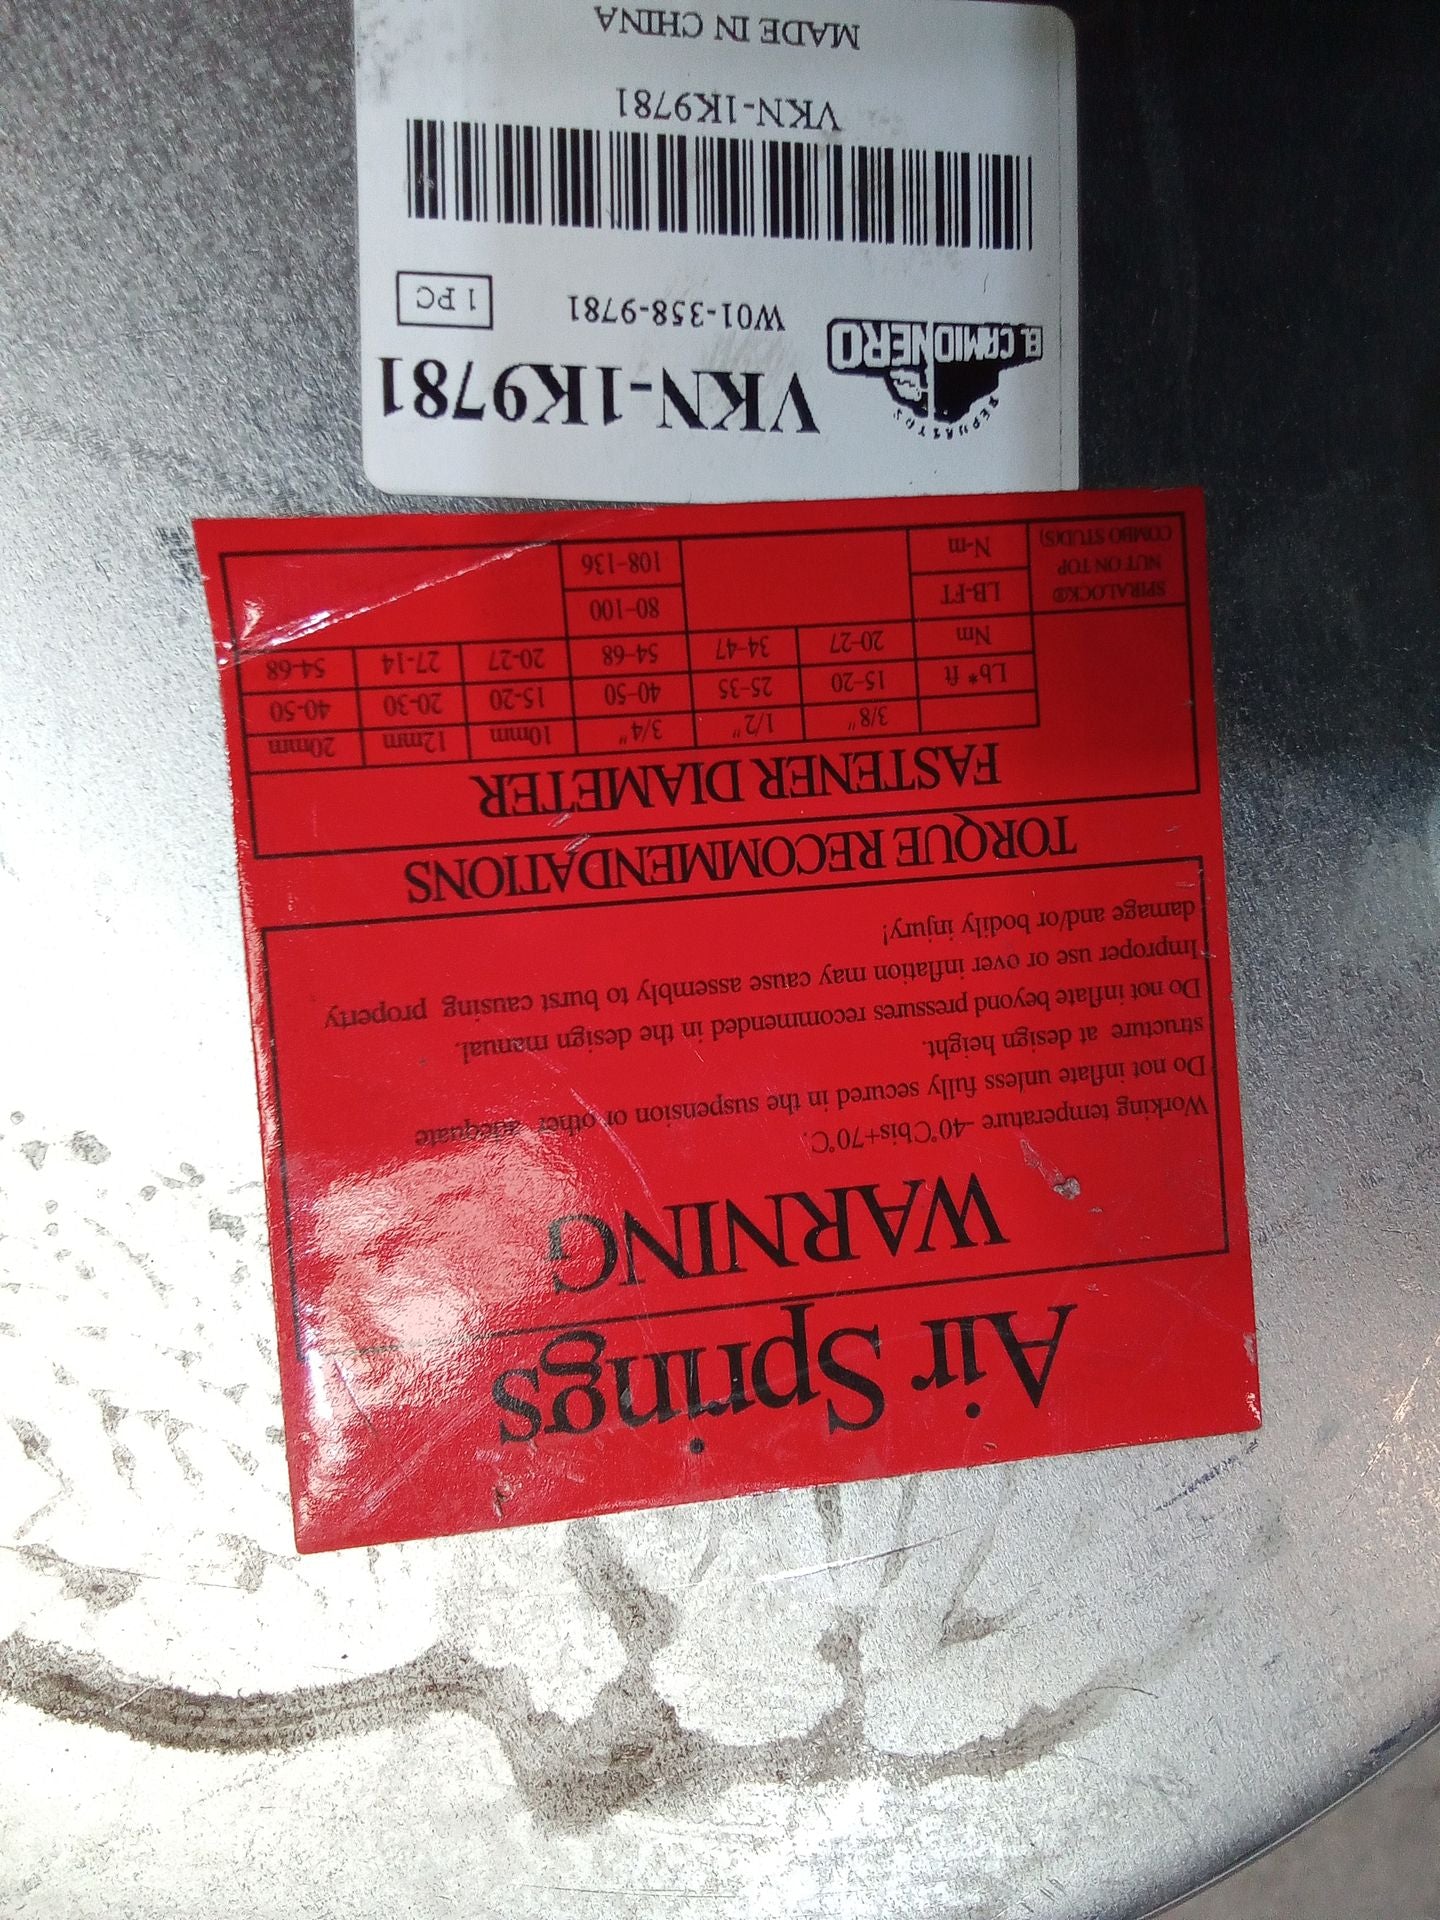 Air Springs
WARNING
Working temperature -40°Cbis+70°C.
Do not inflate unless fully secured in the suspension or other adequate
structure at design height.
Do not inflate beyond pressures recommended in the design manual.
Improper use or over inflation may cause assembly to burst causing property
damage and/or bodily injury!
TORQUE RECOMMENDATIONS
FASTENER DIAMETER
3/8" 1/2" 3/4" 10mm 12mm 20mm
Lb* ft 15-20 25-35 40-50 15-20 20-30 40-50
Nm 20-27 34-47 54-68 20-27 27-14 54-68
SPIRALOCK®
NUT ON TOP
COMBO STUD(S)
LB-FT 80-100
N-m 108-136
REPUESTOS
EL CAMIONERO
VKN-1K9781
W01-358-9781
1 PC
VKN-1K9781
MADE IN CHINA